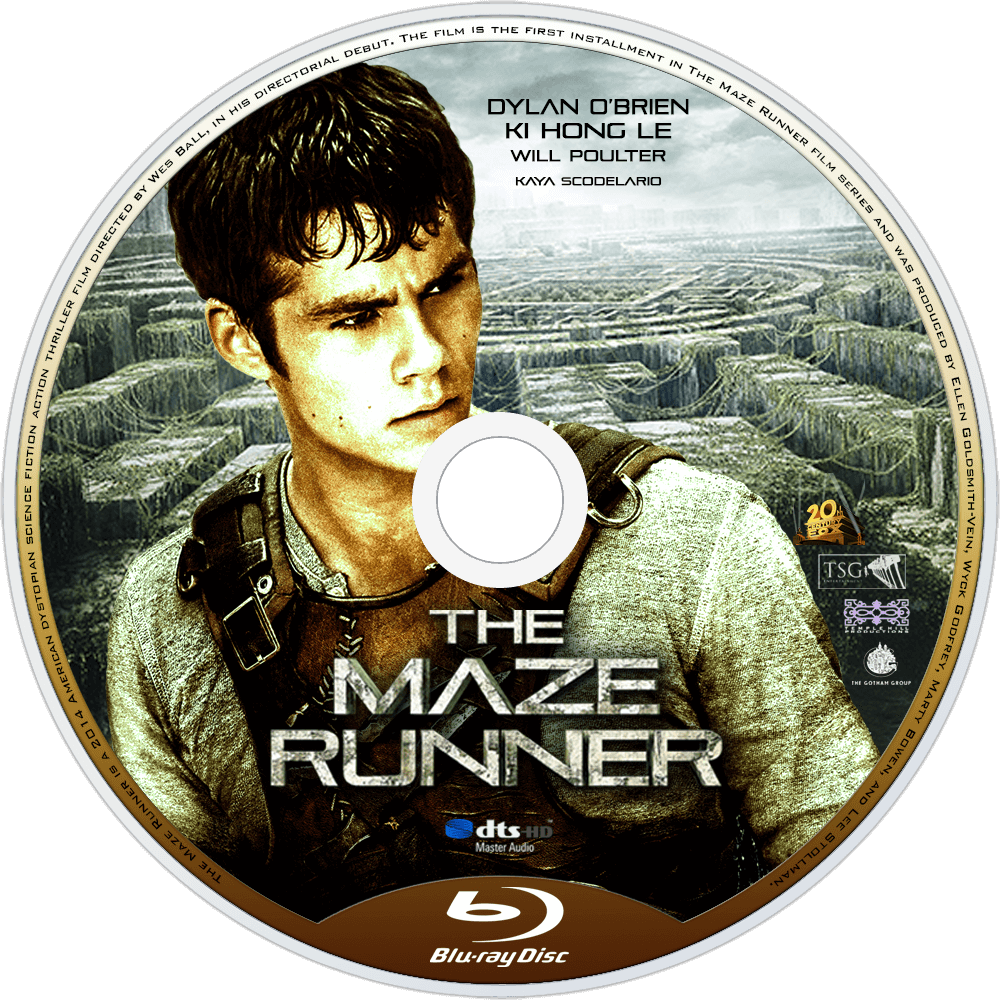 The Maze Runner is a 2014 American dystopian science fiction action thriller film directed by Wes Ball, in his directorial debut. The film is the first installment in The Maze Runner film series and was produced by Ellen Goldsmith-Vein, Wyck Godfrey, Marty Bowen, and Lee Stollman.
DYLAN O'BRIEN
KI HONG LE
WILL POULTER
KAYA SCODELARIO
20th
CENTURY
FOX
TSG
ENTERTAINMENT
TEMPLE HILL
PRODUCTIONS
THE GOTHAM GROUP
THE
MAZE
RUNNER
dts-HD
Master Audio
Blu-ray Disc